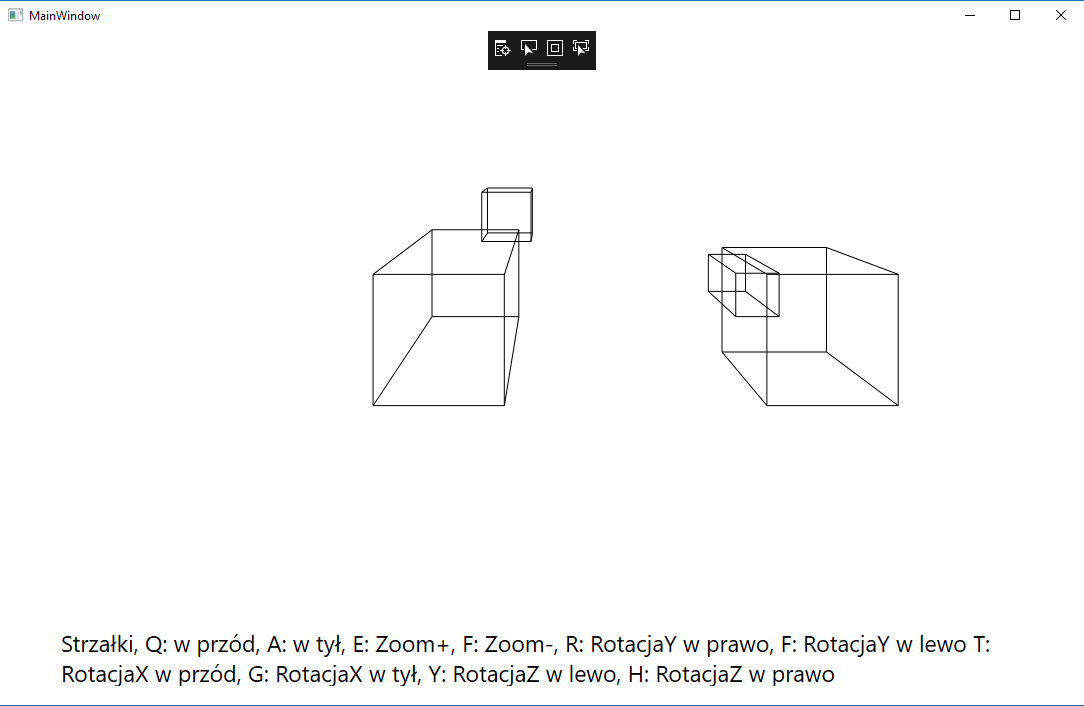 MainWindow
Strzałki, Q: w przód, A: w tył, E: Zoom+, F: Zoom-, R: RotacjaY w prawo, F: RotacjaY w lewo T:
RotacjaX w przód, G: RotacjaX w tył, Y: RotacjaZ w lewo, H: RotacjaZ w prawo